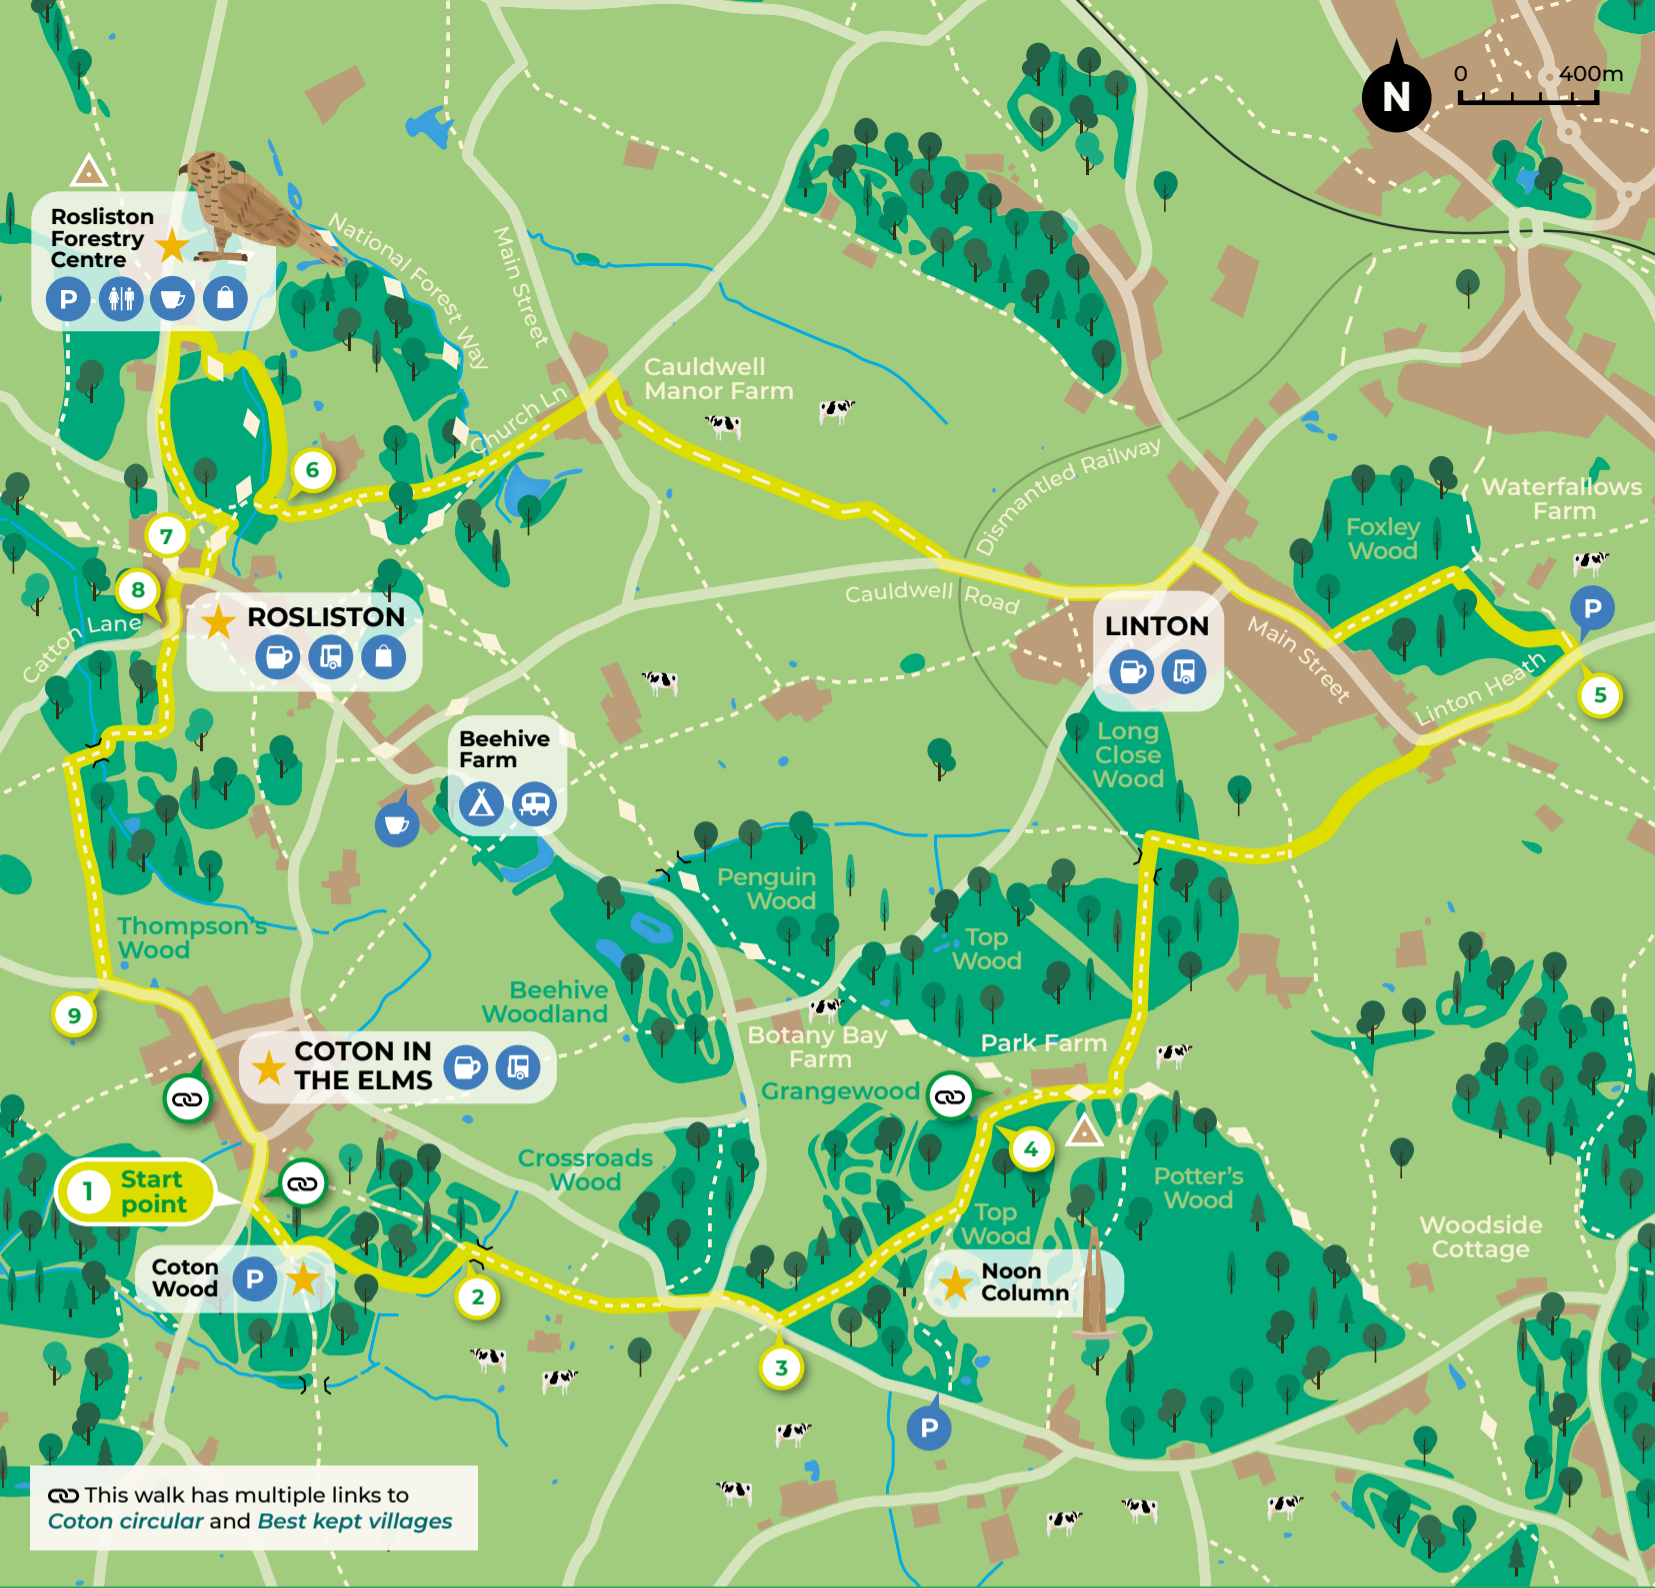 N
0 400m
Rosliston
Forestry
Centre
P
National Forest Way
Main Street
Cauldwell
Manor Farm
Church Ln
6
7
8
Dismantled Railway
Waterfallows
Farm
Foxley
Wood
P
Catton Lane
ROSLISTON
Cauldwell Road
LINTON
Main Street
Linton Heath
5
Beehive
Farm
Long
Close
Wood
Penguin
Wood
Thompson's
Wood
Top
Wood
9
Beehive
Woodland
COTON IN
THE ELMS
Botany Bay
Farm
Park Farm
Grangewood
4
1 Start
point
Crossroads
Wood
Potter's
Wood
Top
Wood
Woodside
Cottage
Coton
Wood
P
2
Noon
Column
3
P
This walk has multiple links to
Coton circular and Best kept villages